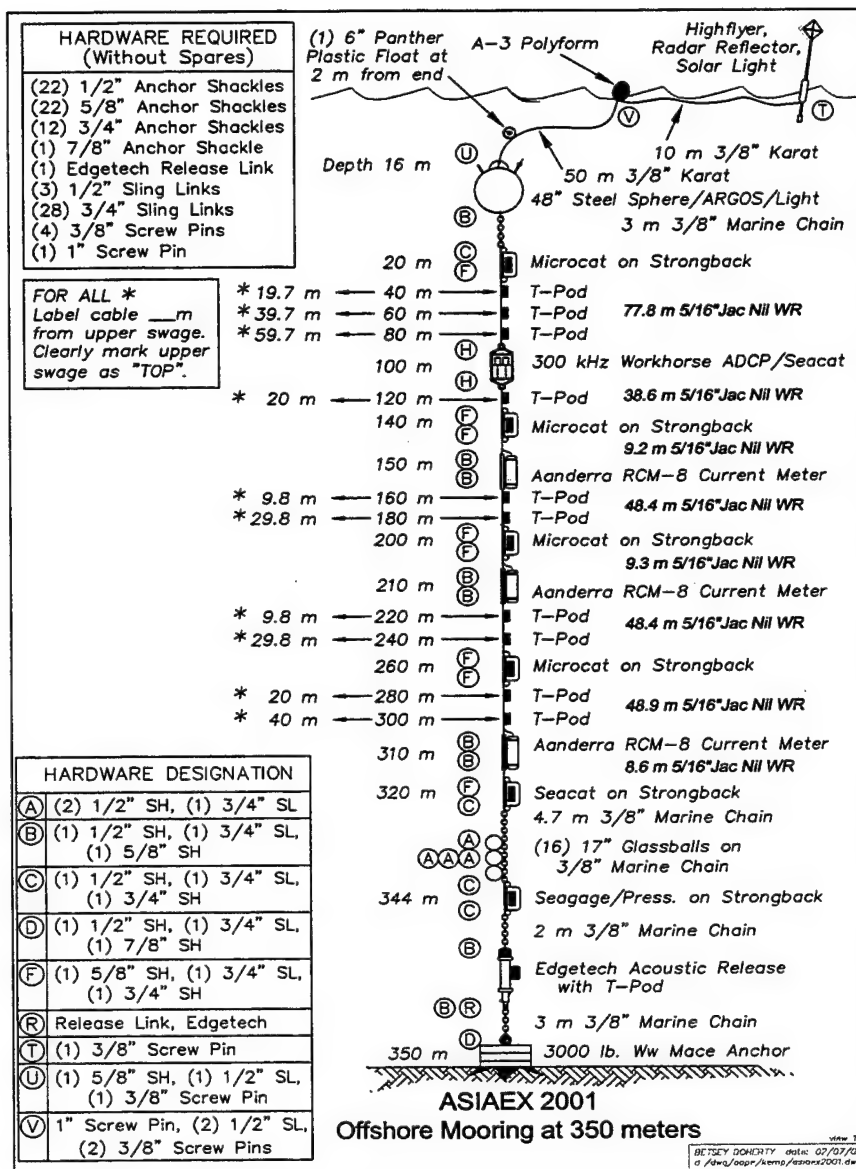 HARDWARE REQUIRED
(Without Spares)
(22) 1/2" Anchor Shackles
(22) 5/8" Anchor Shackles
(12) 3/4" Anchor Shackles
(1) 7/8" Anchor Shackle
(1) Edgetech Release Link
(3) 1/2" Sling Links
(28) 3/4" Sling Links
(4) 3/8" Screw Pins
(1) 1" Screw Pin
FOR ALL *
Label cable __m
from upper swage.
Clearly mark upper
swage as "TOP".
(1) 6" Panther
Plastic Float at
2 m from end
A-3 Polyform
Highflyer,
Radar Reflector,
Solar Light
V
T
10 m 3/8" Karat
50 m 3/8" Karat
Depth 16 m
U
48" Steel Sphere/ARGOS/Light
B
3 m 3/8" Marine Chain
20 m
C
F
Microcat on Strongback
* 19.7 m 40 m T-Pod
* 39.7 m 60 m T-Pod
77.8 m 5/16"Jac Nil WR
* 59.7 m 80 m T-Pod
100 m
H
H
300 kHz Workhorse ADCP/Seacat
* 20 m 120 m T-Pod
38.6 m 5/16"Jac Nil WR
140 m
F
F
Microcat on Strongback
9.2 m 5/16"Jac Nil WR
150 m
B
B
Aanderra RCM-8 Current Meter
* 9.8 m 160 m T-Pod
48.4 m 5/16"Jac Nil WR
* 29.8 m 180 m T-Pod
200 m
F
F
Microcat on Strongback
9.3 m 5/16"Jac Nil WR
210 m
B
B
Aanderra RCM-8 Current Meter
* 9.8 m 220 m T-Pod
48.4 m 5/16"Jac Nil WR
* 29.8 m 240 m T-Pod
260 m
F
F
Microcat on Strongback
* 20 m 280 m T-Pod
48.9 m 5/16"Jac Nil WR
* 40 m 300 m T-Pod
310 m
B
B
Aanderra RCM-8 Current Meter
8.6 m 5/16"Jac Nil WR
320 m
F
C
Seacat on Strongback
4.7 m 3/8" Marine Chain
A
A A A
(16) 17" Glassballs on
3/8" Marine Chain
344 m
C
C
Seagage/Press. on Strongback
2 m 3/8" Marine Chain
B
Edgetech Acoustic Release
with T-Pod
B R
3 m 3/8" Marine Chain
D
350 m
3000 lb. Ww Mace Anchor
HARDWARE DESIGNATION
A (2) 1/2" SH, (1) 3/4" SL
B (1) 1/2" SH, (1) 3/4" SL,
(1) 5/8" SH
C (1) 1/2" SH, (1) 3/4" SL,
(1) 3/4" SH
D (1) 1/2" SH, (1) 3/4" SL,
(1) 7/8" SH
F (1) 5/8" SH, (1) 3/4" SL,
(1) 3/4" SH
R Release Link, Edgetech
T (1) 3/8" Screw Pin
U (1) 5/8" SH, (1) 1/2" SL,
(1) 3/8" Screw Pin
V 1" Screw Pin, (2) 1/2" SL,
(2) 3/8" Screw Pins
ASIAEX 2001
Offshore Mooring at 350 meters
BETSEY DOHERTY date: